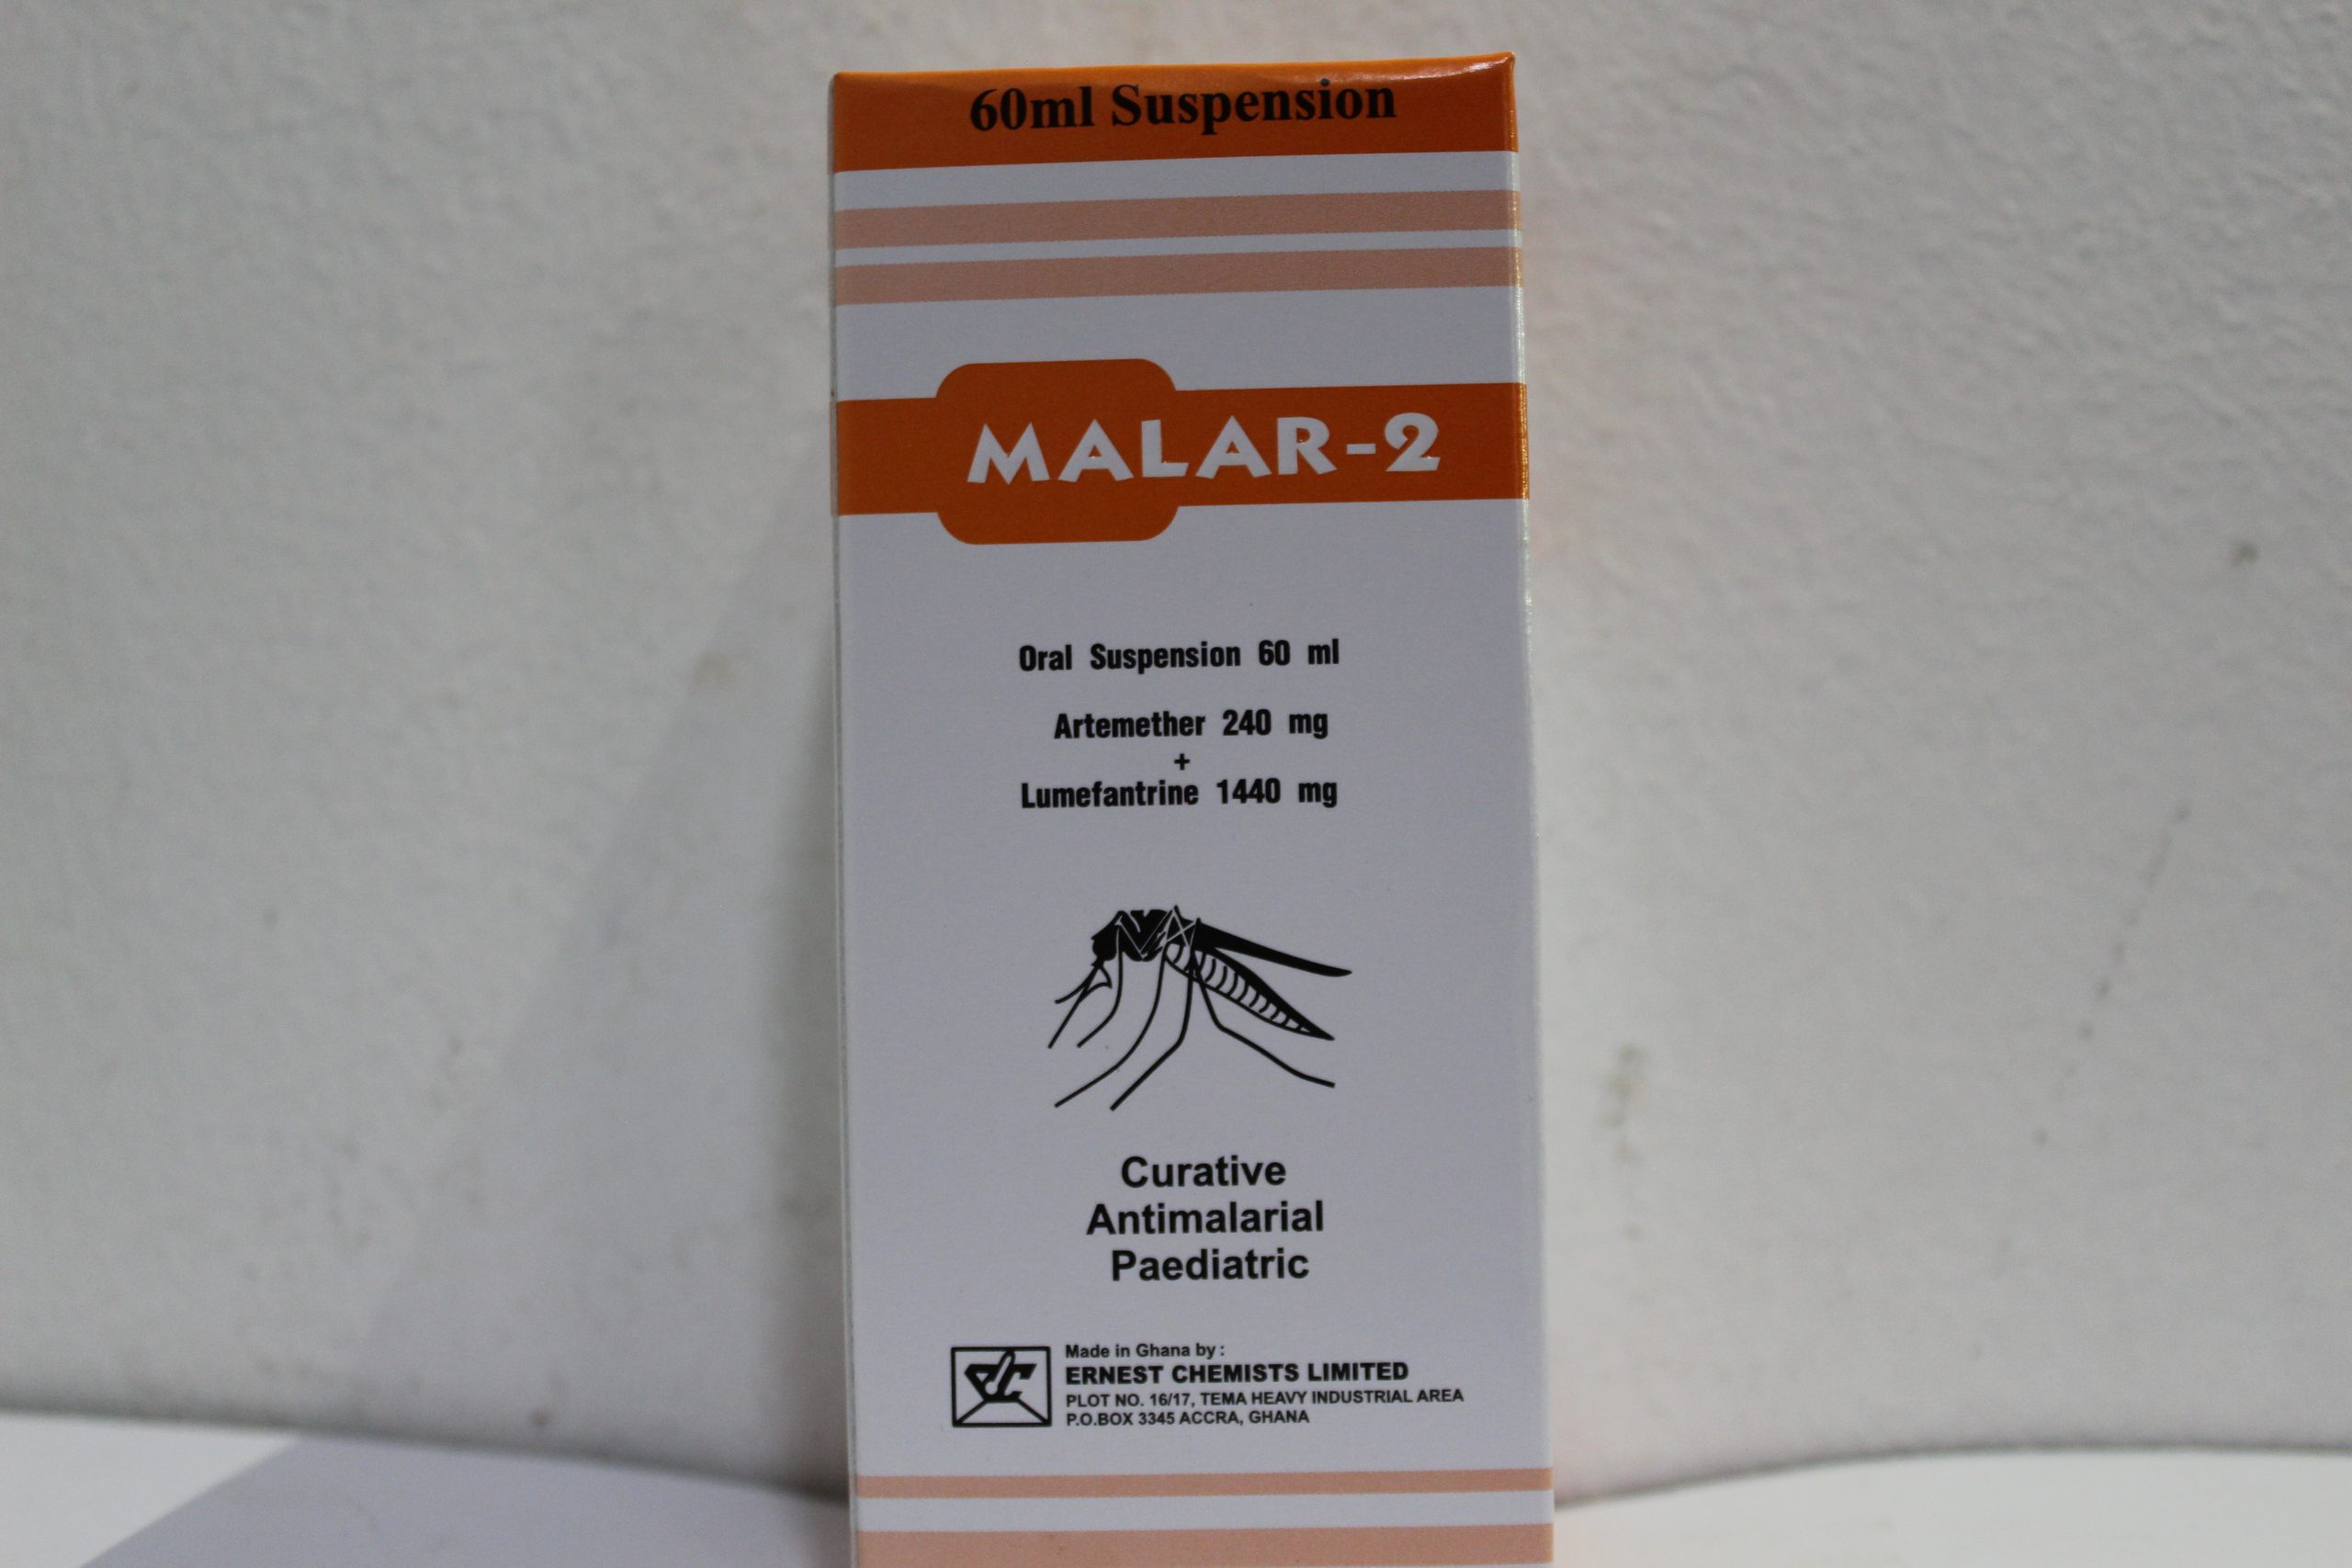 60ml Suspension
MALAR-2
Oral Suspension 60 ml
Artemether 240 mg
+
Lumefantrine 1440 mg
Curative
Antimalarial
Paediatric
Made in Ghana by :
ERNEST CHEMISTS LIMITED
PLOT NO. 16/17, TEMA HEAVY INDUSTRIAL AREA
P.O.BOX 3345 ACCRA, GHANA